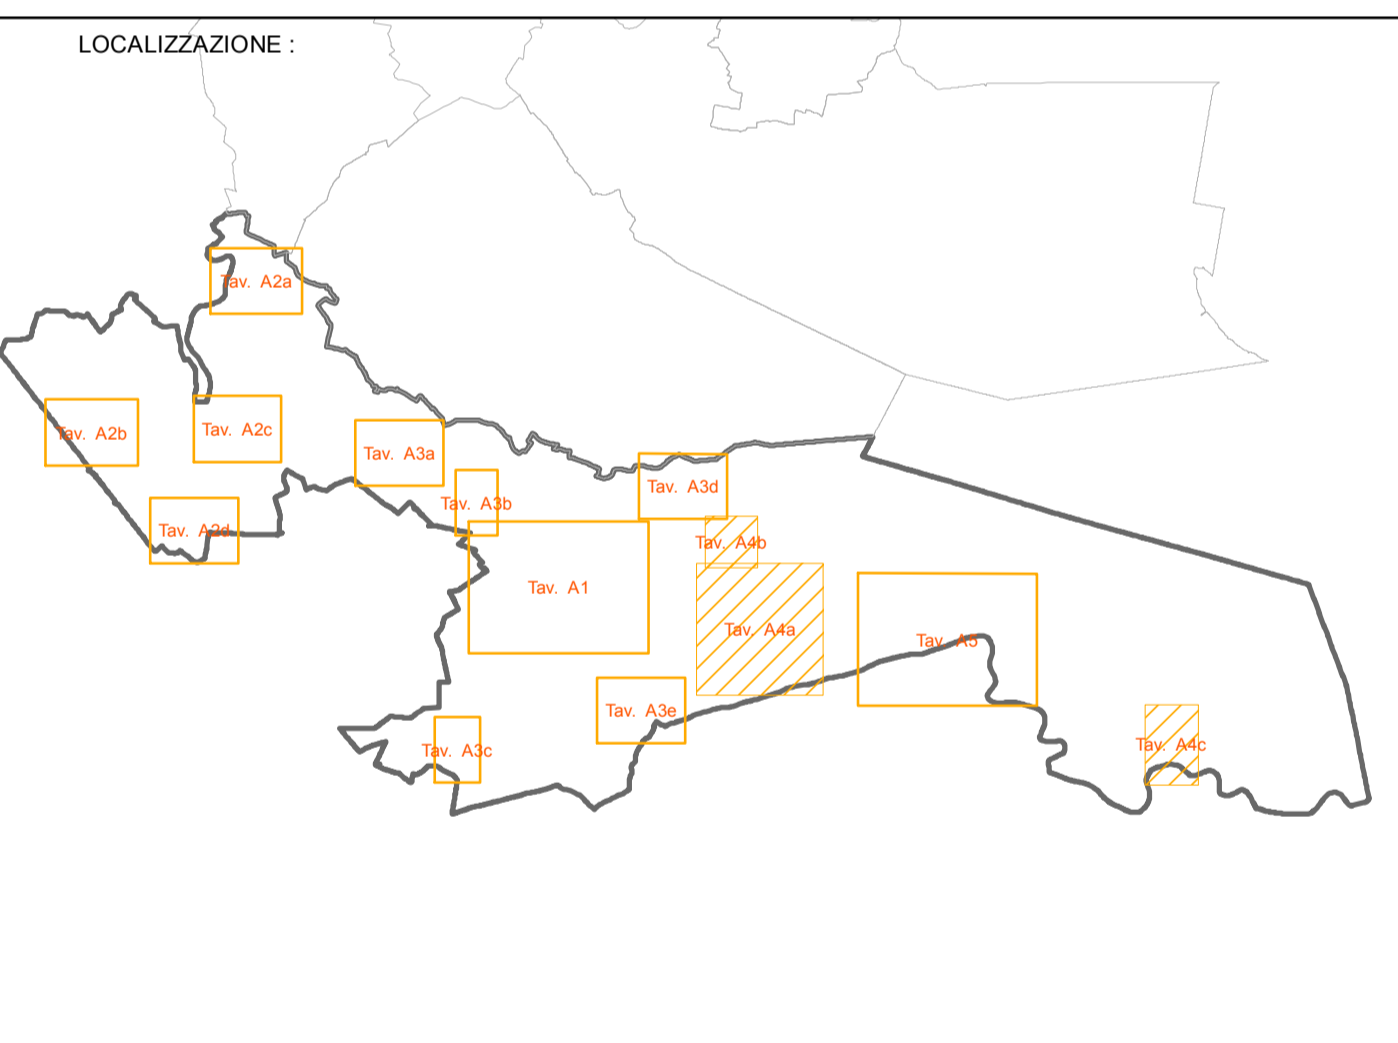 LOCALIZZAZIONE :
Tav. A2a
Tav. A2b
Tav. A2c
Tav. A3a
Tav. A3d
Tav. A3b
Tav. A2d
Tav. A4b
Tav. A1
Tav. A4a
Tav. A5
Tav. A3e
Tav. A3c
Tav. A4c